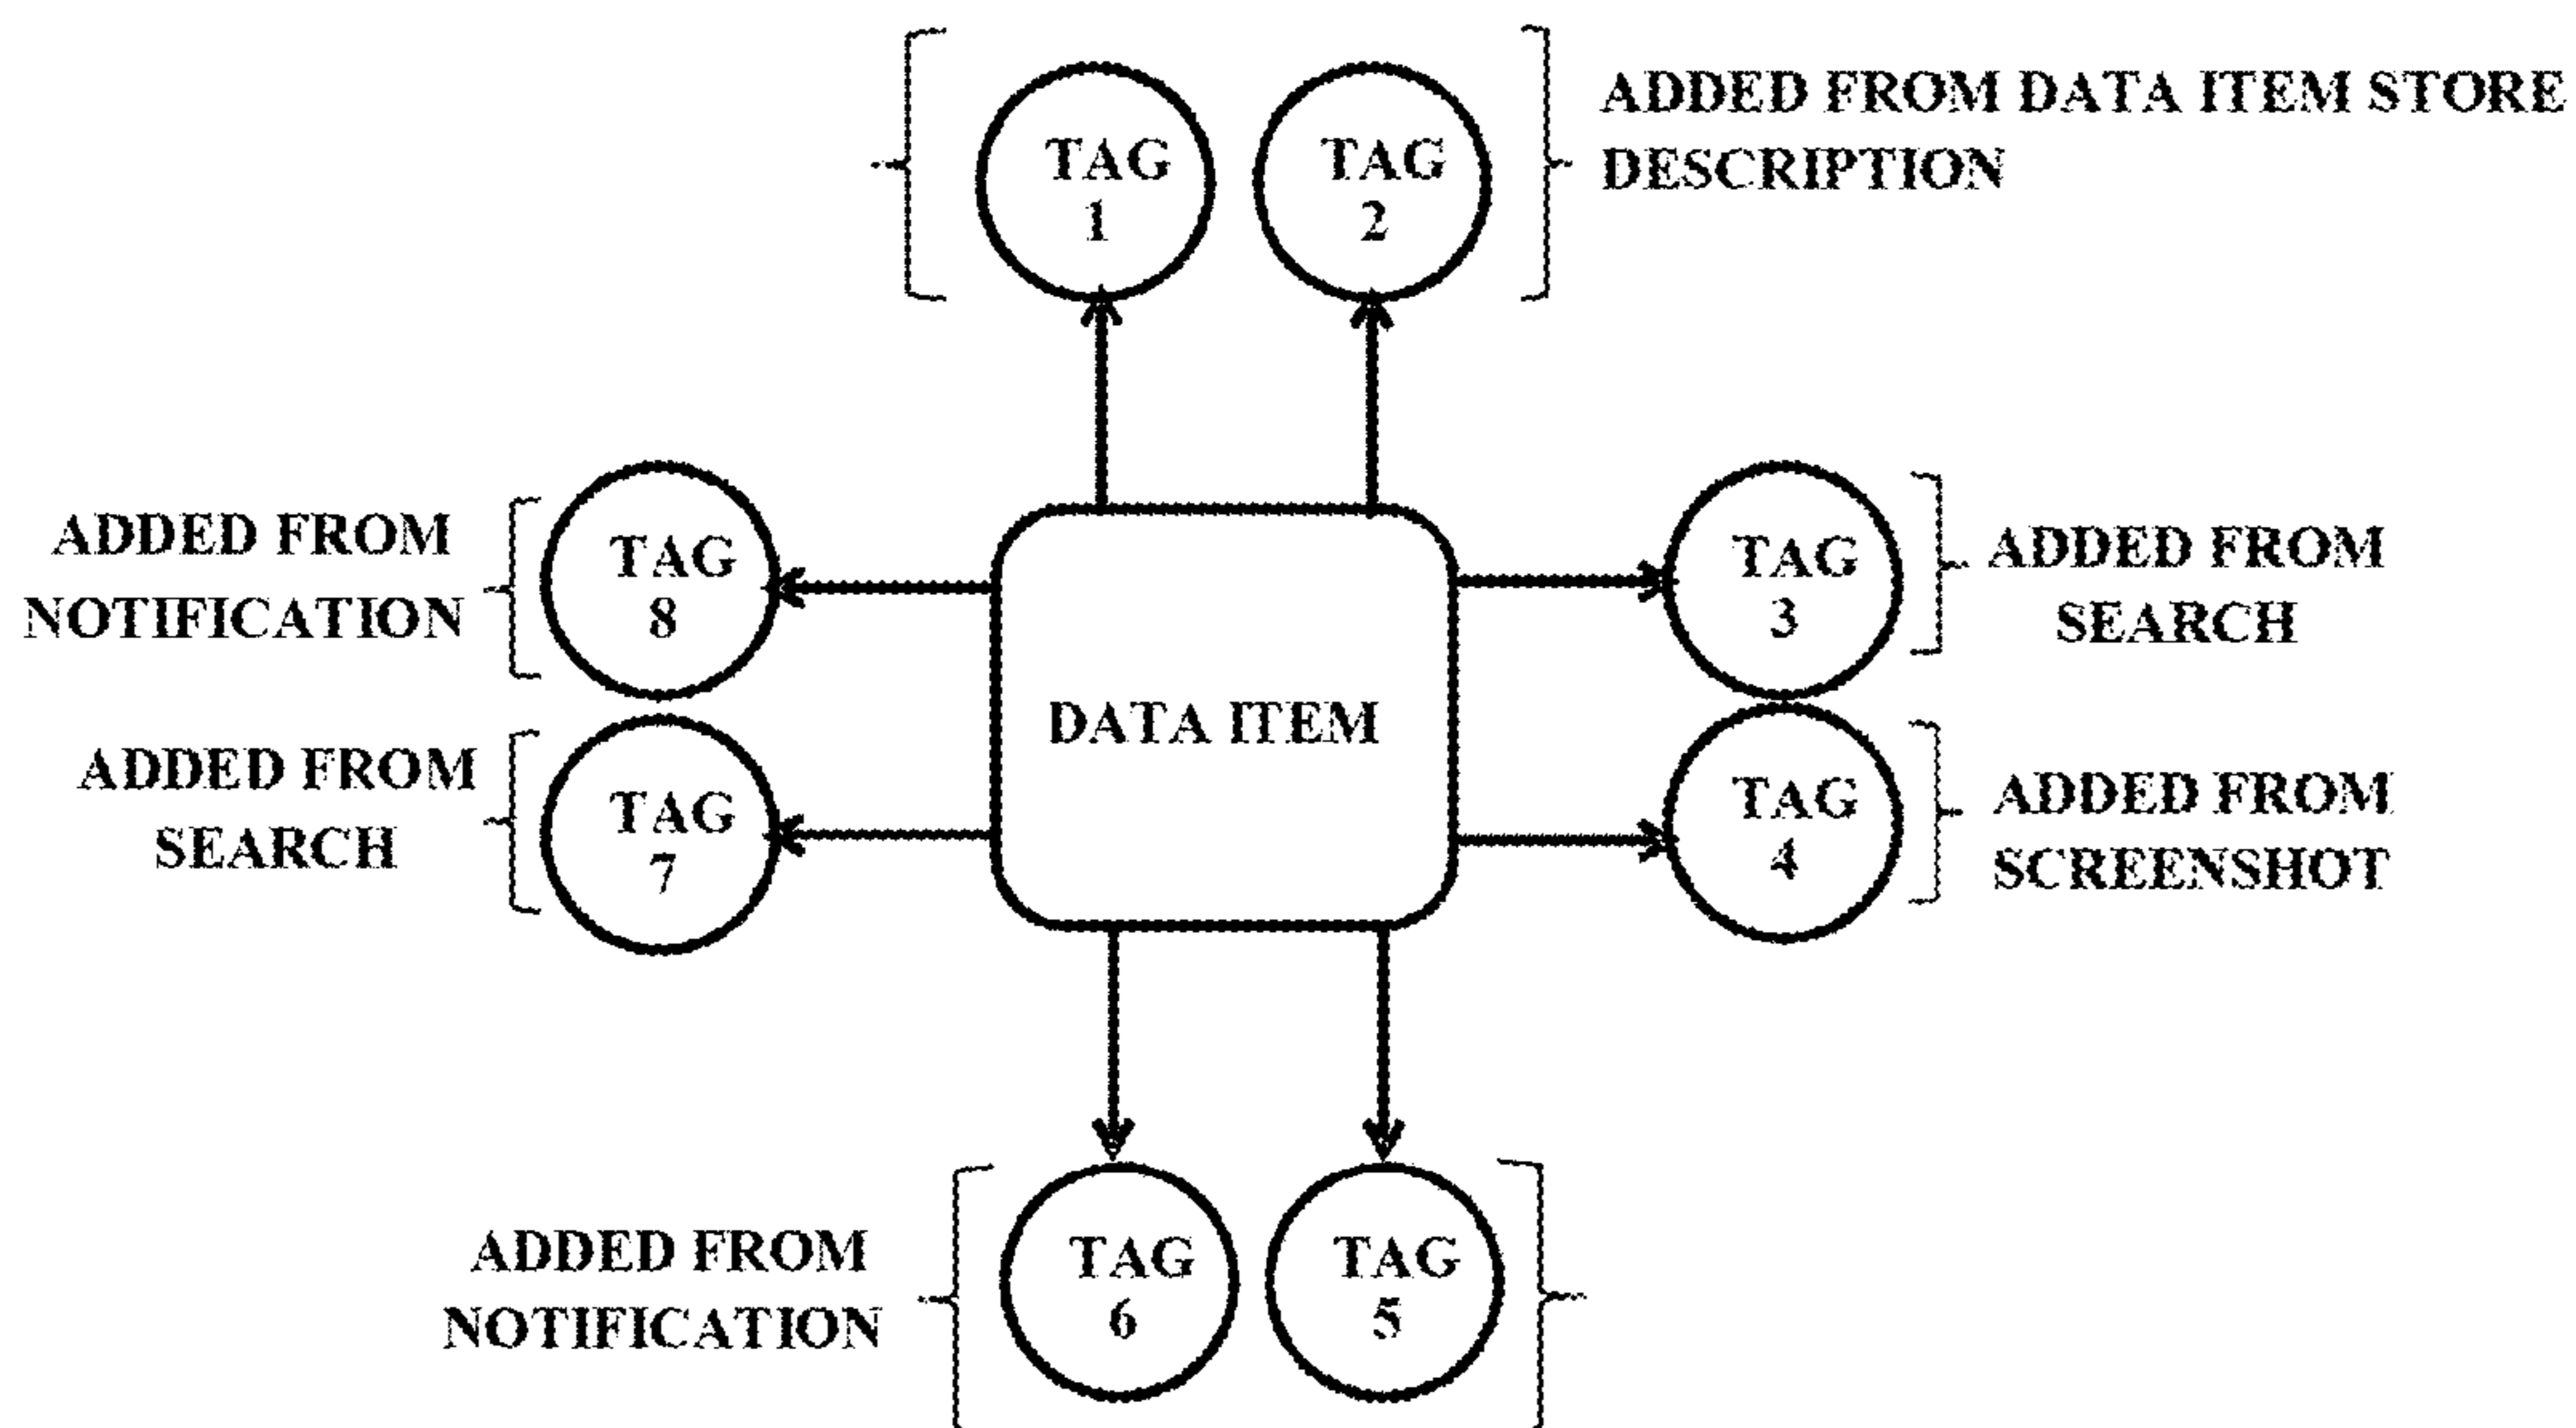 TAG
1
TAG
2
ADDED FROM DATA ITEM STORE
DESCRIPTION
ADDED FROM
NOTIFICATION
TAG
8
TAG
3
ADDED FROM
SEARCH
DATA ITEM
ADDED FROM
SEARCH
TAG
7
TAG
4
ADDED FROM
SCREENSHOT
ADDED FROM
NOTIFICATION
TAG
6
TAG
5